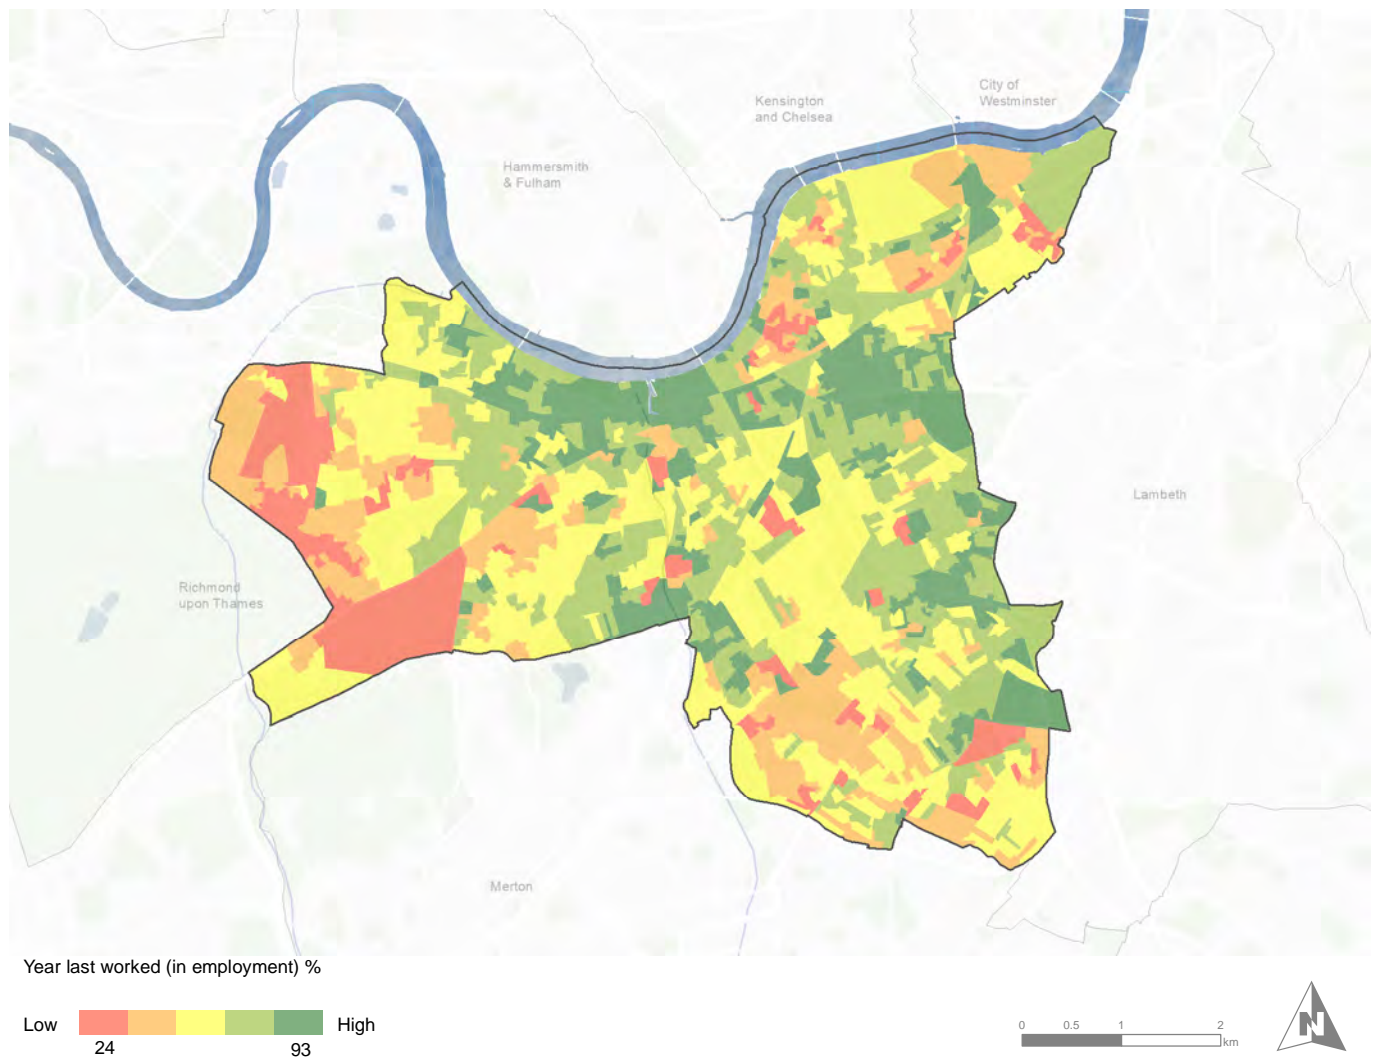 City of
Westminster
Kensington
and Chelsea
Hammersmith
& Fulham
Lambeth
Richmond
upon Thames
Merton
Year last worked (in employment) %
Low
High
24
93
0 0.5 1 2
km
N